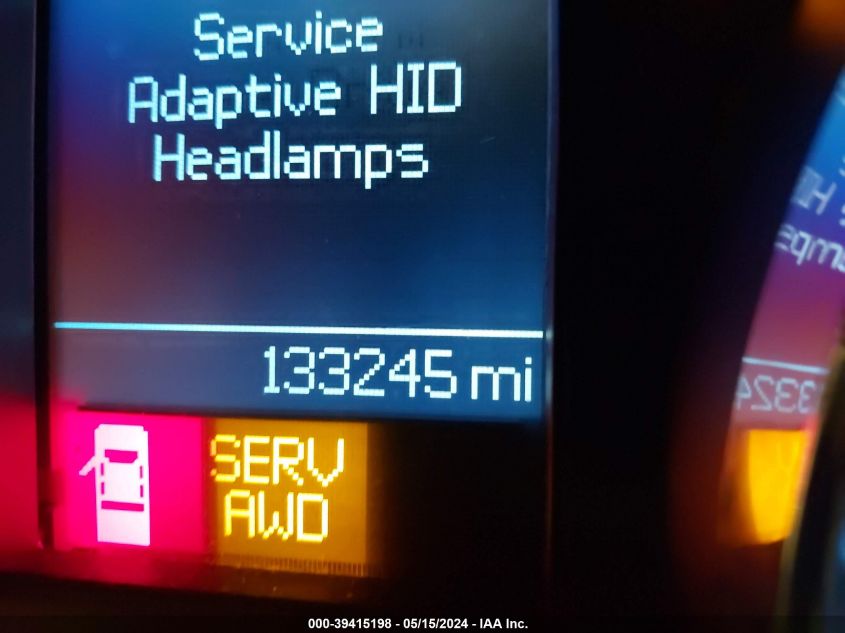 Service
Adaptive HID
Headlamps
133245 mi
SERV
AWD
000-39415198 - 05/15/2024 - IAA Inc.